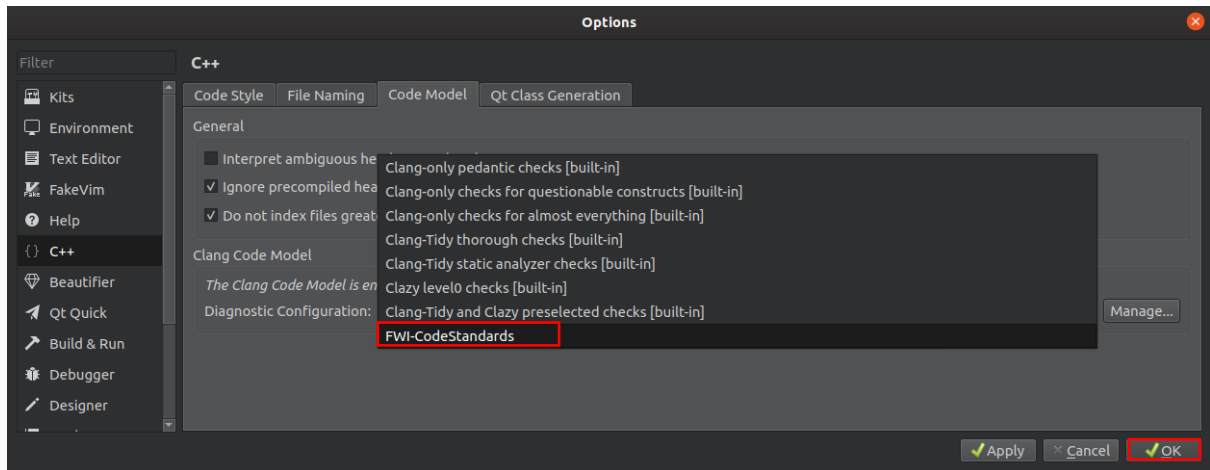 Options
Filter
C++
Kits
Environment
Text Editor
FakeVim
Help
C++
Beautifier
Qt Quick
Build & Run
Debugger
Designer
Code Style
File Naming
Code Model
Qt Class Generation
General
Interpret ambiguous he
Ignore precompiled hea
Do not index files great
Clang Code Model
The Clang Code Model is en
Diagnostic Configuration:
Clang-only pedantic checks [built-in]
Clang-only checks for questionable constructs [built-in]
Clang-only checks for almost everything [built-in]
Clang-Tidy thorough checks [built-in]
Clang-Tidy static analyzer checks [built-in]
Clazy level0 checks [built-in]
Clang-Tidy and Clazy preselected checks [built-in]
FWI-CodeStandards
Manage...
Apply
Cancel
OK